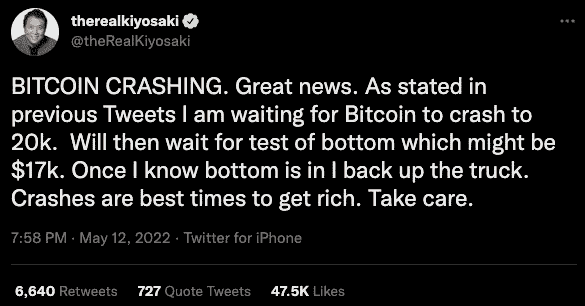 therealkiyosaki
@theRealKiyosaki
BITCOIN CRASHING. Great news. As stated in
previous Tweets I am waiting for Bitcoin to crash to
20k.  Will then wait for test of bottom which might be
$17k. Once I know bottom is in I back up the truck.
Crashes are best times to get rich. Take care.
7:58 PM · May 12, 2022 · Twitter for iPhone
6,640 Retweets 727 Quote Tweets 47.5K Likes